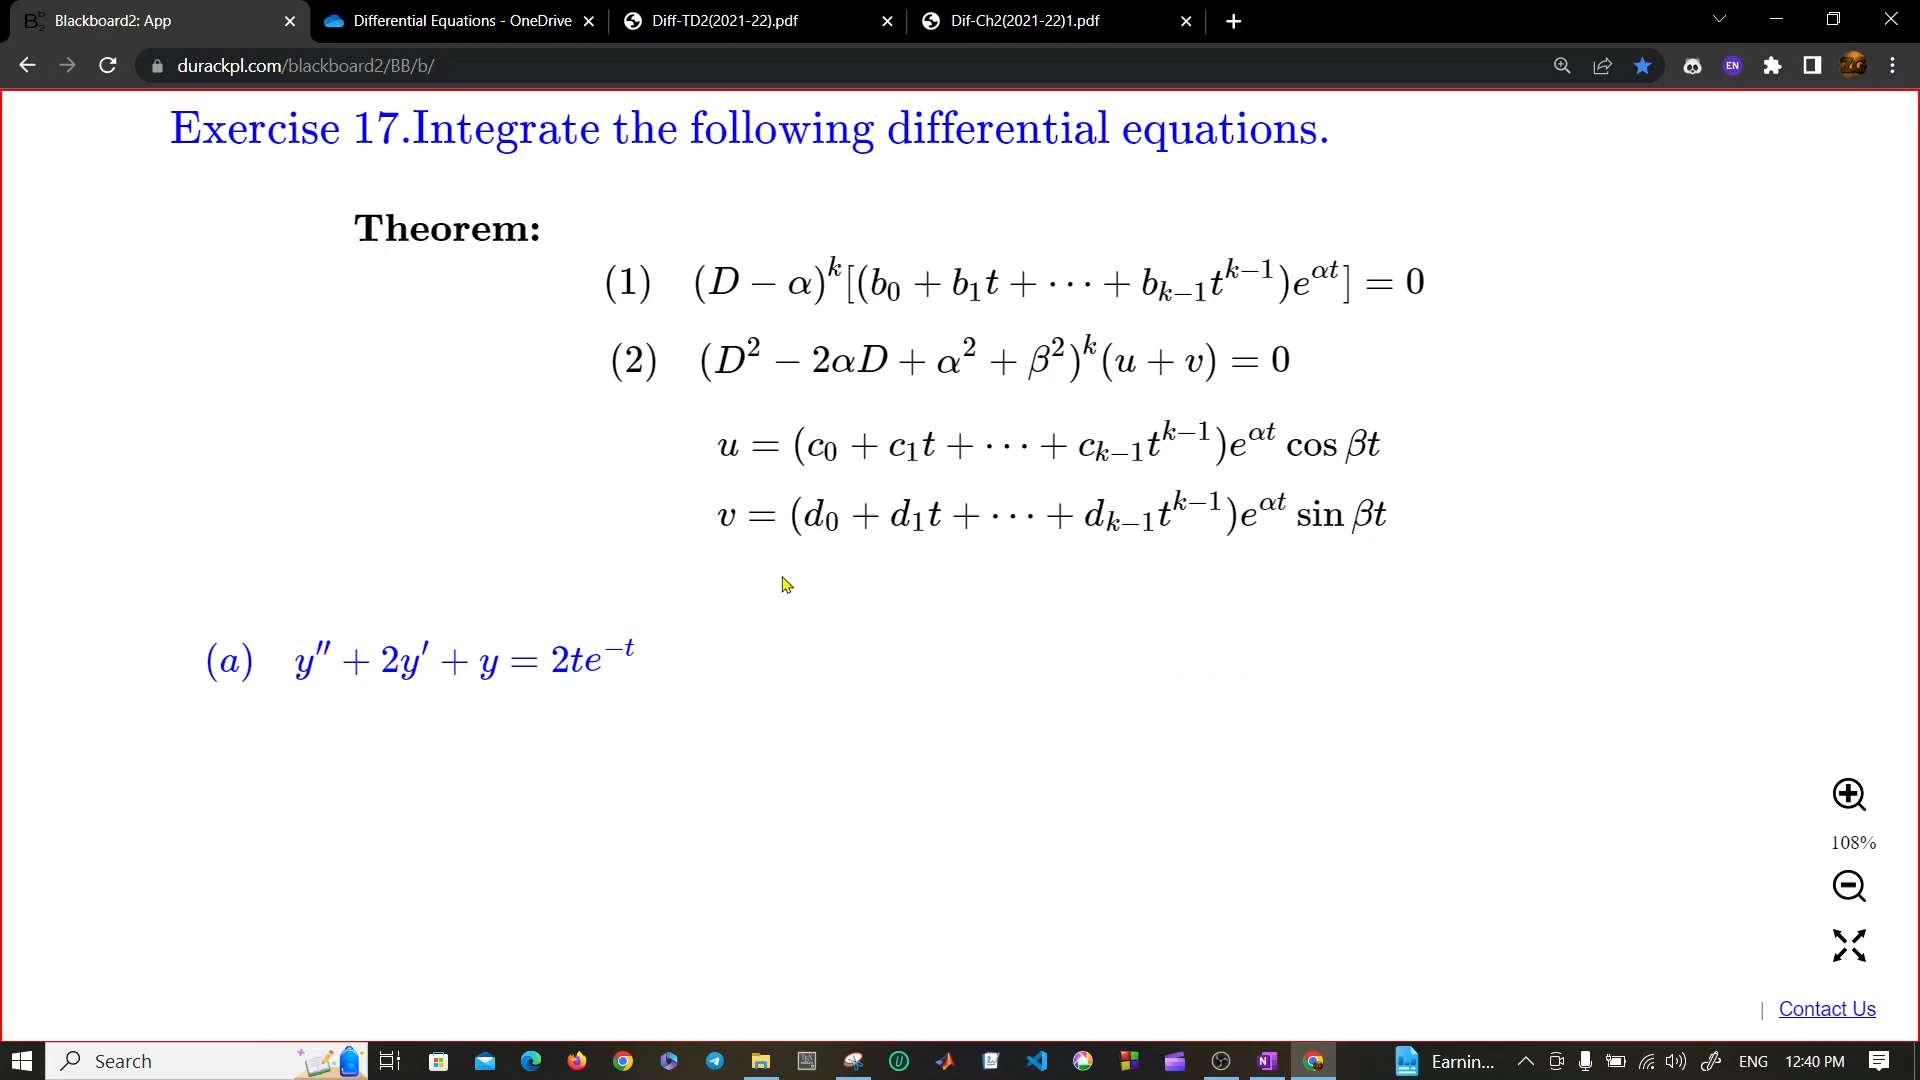 Blackboard2: App
Differential Equations - OneDrive
Diff-TD2(2021-22).pdf
Dif-Ch2(2021-22)1.pdf
durackpl.com/blackboard2/BB/b/
EN
Exercise 17.Integrate the following differential equations.
Theorem:
(1) (D − α)^k[(b_0 + b_1t + ⋯ + b_{k−1}t^{k−1})e^{αt}] = 0
(2) (D^2 − 2αD + α^2 + β^2)^k(u + v) = 0
u = (c_0 + c_1t + ⋯ + c_{k−1}t^{k−1})e^{αt} cos βt
v = (d_0 + d_1t + ⋯ + d_{k−1}t^{k−1})e^{αt} sin βt
(a) y″ + 2y′ + y = 2te^{−t}
108%
| Contact Us
Search
Earnin...
ENG
12:40 PM